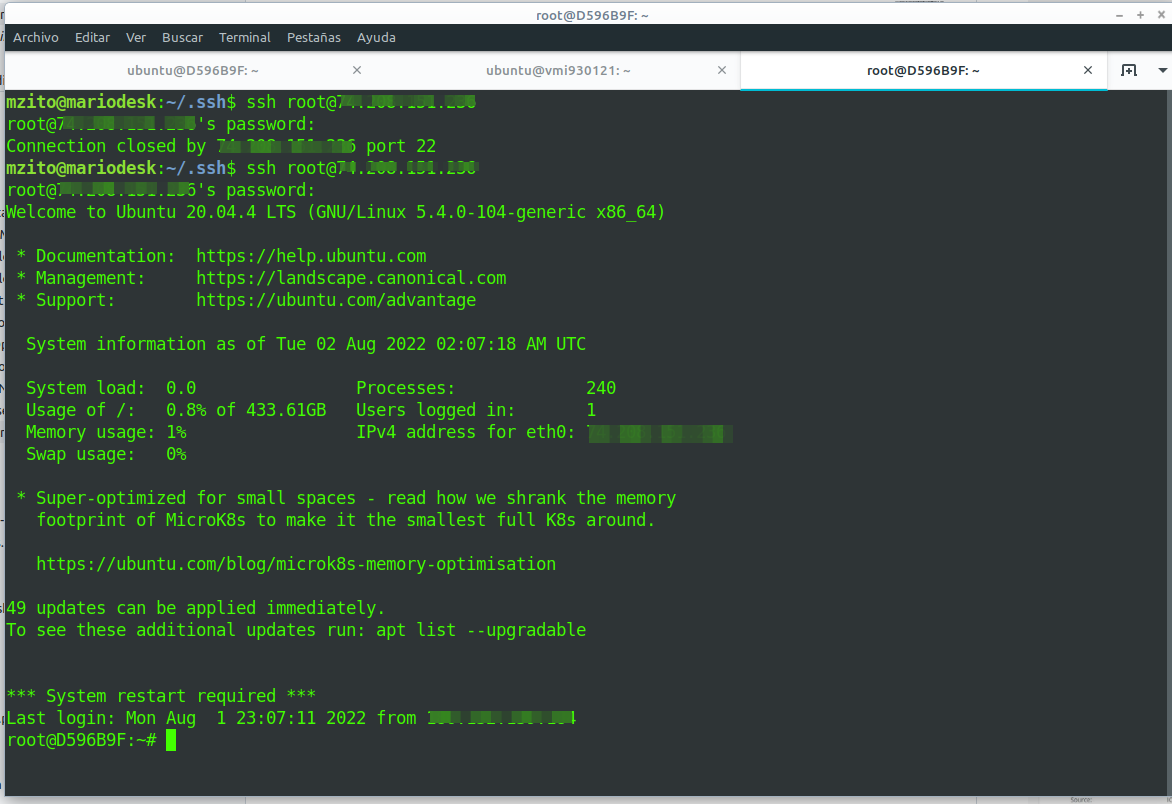 root@D596B9F: ~
Archivo Editar Ver Buscar Terminal Pestañas Ayuda
ubuntu@D596B9F: ~ ubuntu@vmi930121: ~ root@D596B9F: ~
mzito@mariodesk:~/.ssh$ ssh root@
root@ 's password:
Connection closed by port 22
mzito@mariodesk:~/.ssh$ ssh root@
root@ 's password:
Welcome to Ubuntu 20.04.4 LTS (GNU/Linux 5.4.0-104-generic x86_64)
* Documentation: https://help.ubuntu.com
* Management: https://landscape.canonical.com
* Support: https://ubuntu.com/advantage
System information as of Tue 02 Aug 2022 02:07:18 AM UTC
System load: 0.0 Processes: 240
Usage of /: 0.8% of 433.61GB Users logged in: 1
Memory usage: 1% IPv4 address for eth0:
Swap usage: 0%
* Super-optimized for small spaces - read how we shrank the memory
footprint of MicroK8s to make it the smallest full K8s around.
https://ubuntu.com/blog/microk8s-memory-optimisation
49 updates can be applied immediately.
To see these additional updates run: apt list --upgradable
*** System restart required ***
Last login: Mon Aug 1 23:07:11 2022 from
root@D596B9F:~#